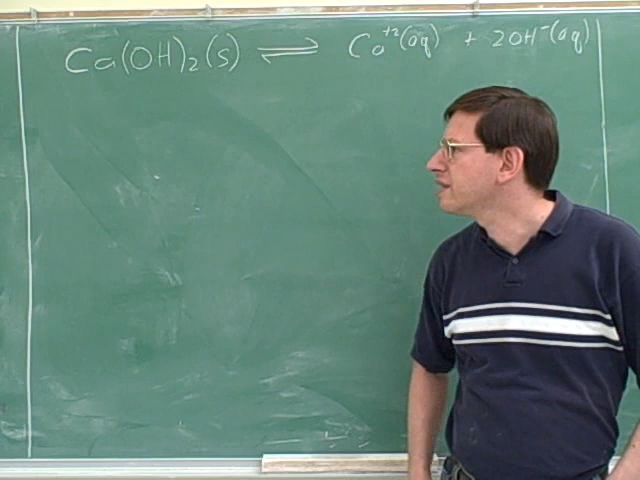 Ca(OH)₂(s) ⇌ Ca⁺²(aq) + 2OH⁻(aq)